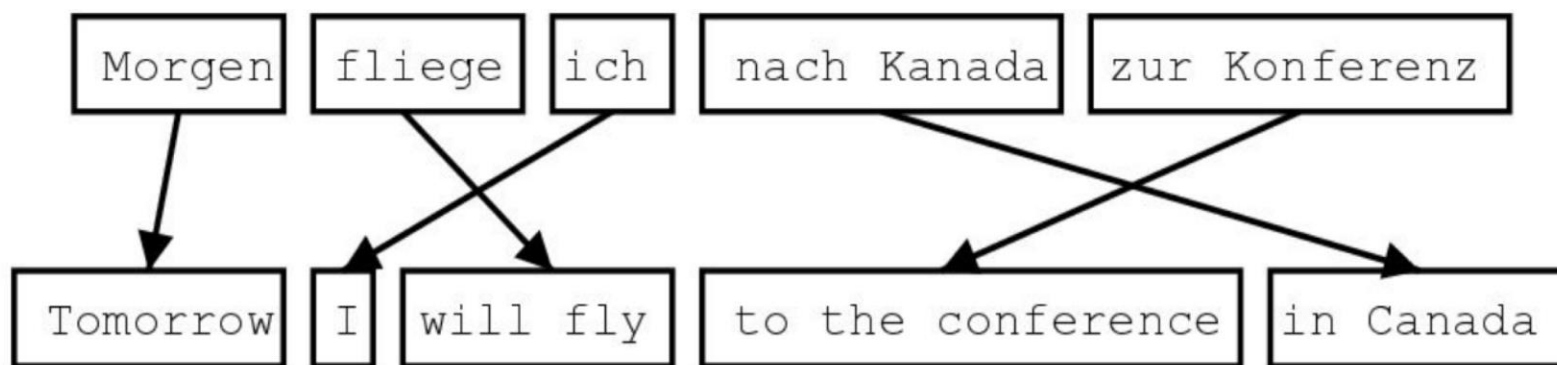 Morgen fliege ich nach Kanada zur Konferenz
Tomorrow I will fly to the conference in Canada